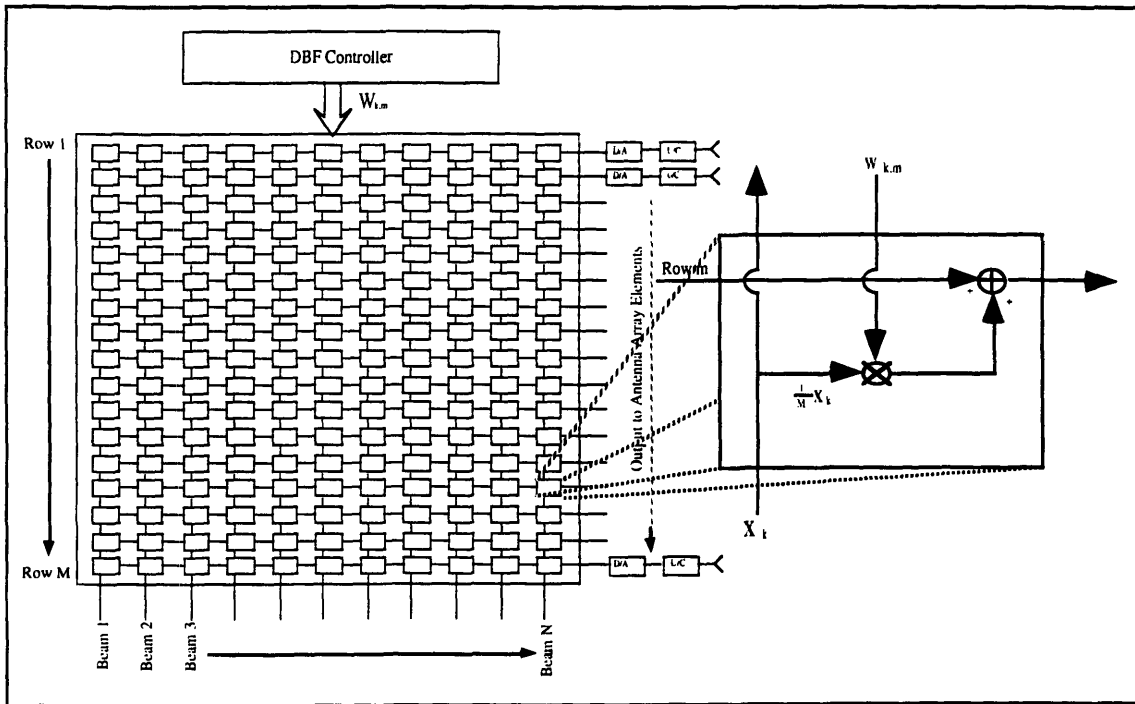 DBF Controller
W k,m
Row 1
D/A
D/A U/C
W k,m
Row m
Output to Antenna Array Elements
+ +
1/M X k
X k
Row M
D/A U/C
Beam 1
Beam 2
Beam 3
Beam N